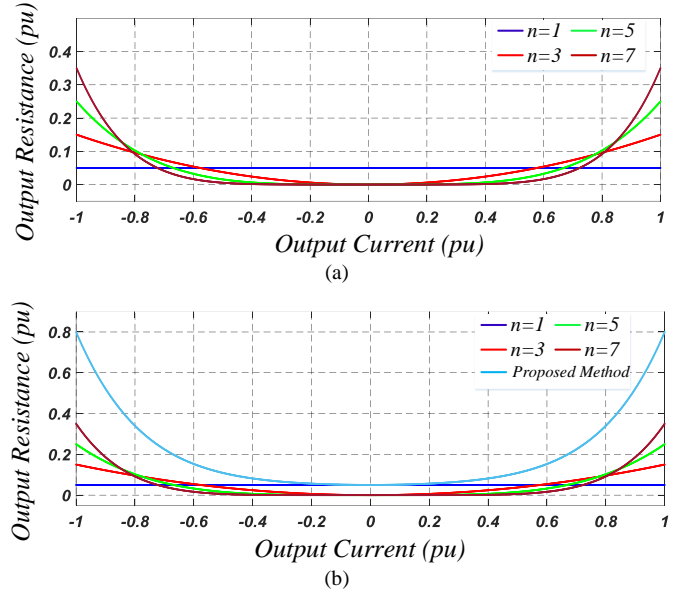 n=1 n=5
n=3 n=7
Output Resistance (pu)
0.4
0.3
0.2
0.1
0
-1 -0.8 -0.6 -0.4 -0.2 0 0.2 0.4 0.6 0.8 1
Output Current (pu)
(a)
n=1 n=5
n=3 n=7
Proposed Method
Output Resistance (pu)
0.8
0.6
0.4
0.2
0
-1 -0.8 -0.6 -0.4 -0.2 0 0.2 0.4 0.6 0.8 1
Output Current (pu)
(b)